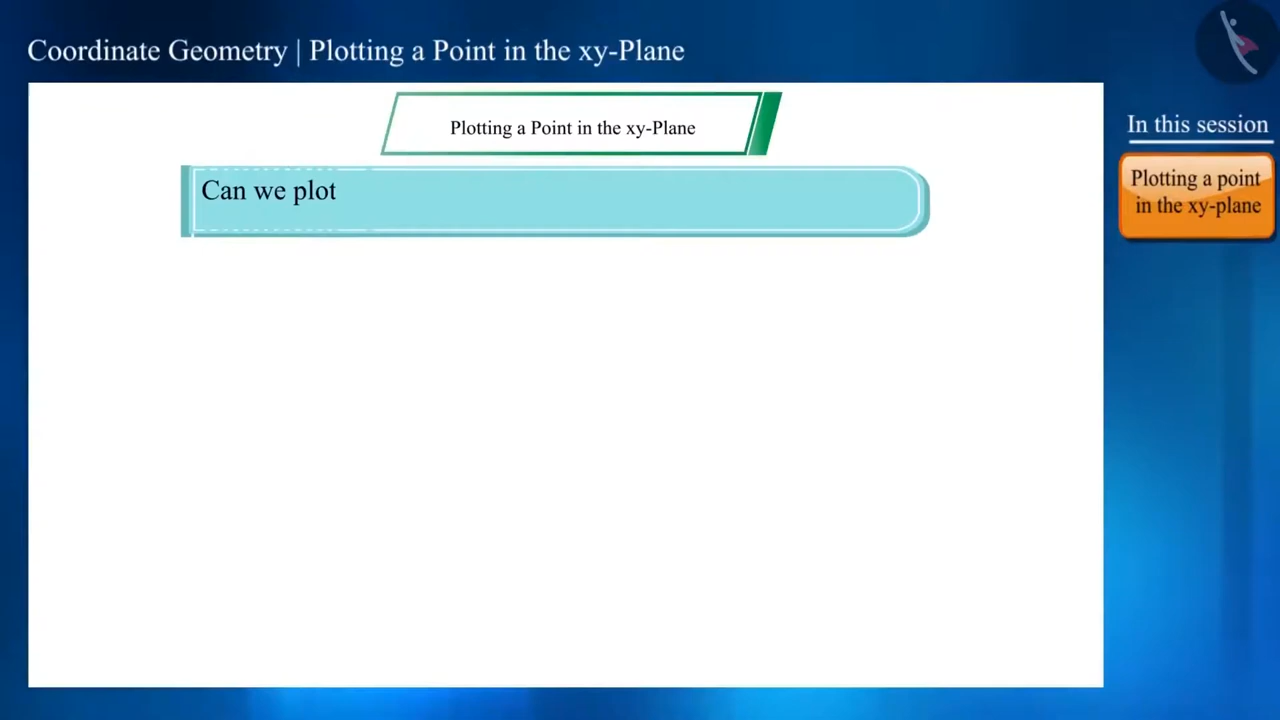 Coordinate Geometry | Plotting a Point in the xy-Plane
Plotting a Point in the xy-Plane
Can we plot
In this session
Plotting a point
in the xy-plane